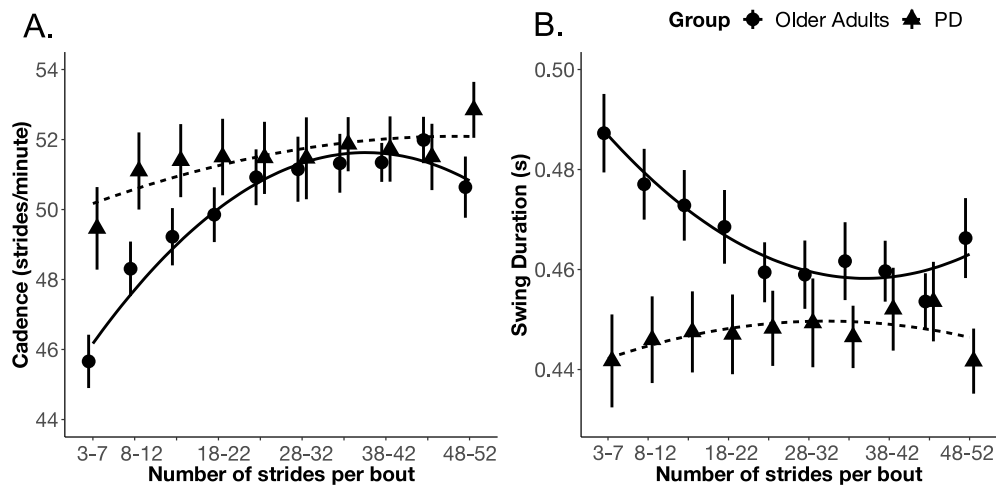 A.
B.
Group Older Adults PD
Cadence (strides/minute)
54
52
50
48
46
44
3-7 8-12 18-22 28-32 38-42 48-52
Number of strides per bout
Swing Duration (s)
0.50
0.48
0.46
0.44
3-7 8-12 18-22 28-32 38-42 48-52
Number of strides per bout